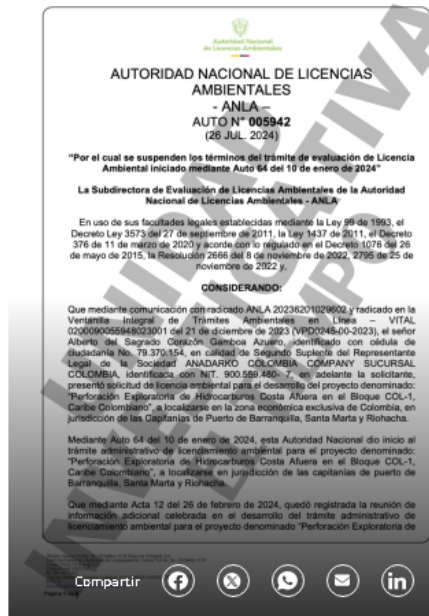 Autoridad Nacional
de Licencias Ambientales
AUTORIDAD NACIONAL DE LICENCIAS
AMBIENTALES
- ANLA –
AUTO N° 005942
(26 JUL. 2024)
"Por el cual se suspenden los términos del trámite de evaluación de Licencia
Ambiental iniciado mediante Auto 64 del 10 de enero de 2024"
La Subdirectora de Evaluación de Licencias Ambientales de la Autoridad
Nacional de Licencias Ambientales - ANLA
En uso de sus facultades legales establecidas mediante la Ley 99 de 1993, el
Decreto Ley 3573 del 27 de septiembre de 2011, la Ley 1437 de 2011, el Decreto
376 de 11 de marzo de 2020 y acorde con lo regulado en el Decreto 1076 del 26
de mayo de 2015, la Resolución 2666 del 8 de noviembre de 2022, 2795 de 25 de
noviembre de 2022 y,
CONSIDERANDO:
Que mediante comunicación con radicado ANLA 20236201029602 y radicado en la
Ventanilla Integral de Trámites Ambientales en Línea – VITAL
0200090055948023001 del 21 de diciembre de 2023 (VPD0245-00-2023), el señor
Alberto del Sagrado Corazón Gamboa Azuero, identificado con cédula de
ciudadanía No. 79.370.154, en calidad de Segundo Suplente del Representante
Legal de la Sociedad ANADARKO COLOMBIA COMPANY SUCURSAL
COLOMBIA, identificada con NIT. 900.559.480- 7, en adelante la solicitante,
presentó solicitud de licencia ambiental para el desarrollo del proyecto denominado:
"Perforación Exploratoria de Hidrocarburos Costa Afuera en el Bloque COL-1,
Caribe Colombiano", a localizarse en la zona económica exclusiva de Colombia, en
jurisdicción de las Capitanías de Puerto de Barranquilla, Santa Marta y Riohacha.
Mediante Auto 64 del 10 de enero de 2024, esta Autoridad Nacional dio inicio al
trámite administrativo de licenciamiento ambiental para el proyecto denominado:
"Perforación Exploratoria de Hidrocarburos Costa Afuera en el Bloque COL-1,
Caribe Colombiano", a localizarse en jurisdicción de las capitanías de puerto de
Barranquilla, Santa Marta y Riohacha.
Que mediante Acta 12 del 26 de febrero de 2024, quedó registrada la reunión de
información adicional celebrada en el desarrollo del trámite administrativo de
licenciamiento ambiental para el proyecto denominado "Perforación Exploratoria de
Compartir